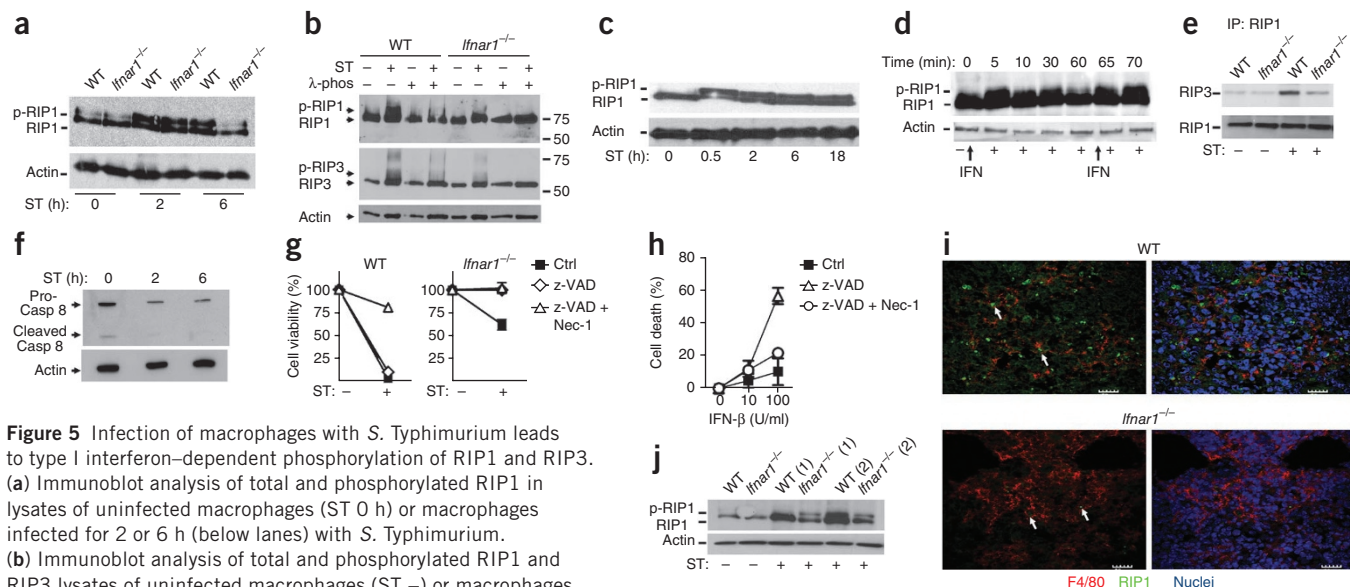 a
WT Ifnar1–/– WT Ifnar1–/– WT Ifnar1–/–
p-RIP1
RIP1
Actin
ST (h): 0 2 6
b
WT Ifnar1–/–
ST – + – + – + – +
λ-phos – – + + – – + +
p-RIP1
RIP1
75
50
p-RIP3
RIP3
75
50
Actin
c
p-RIP1
RIP1
Actin
ST (h): 0 0.5 2 6 18
d
Time (min): 0 5 10 30 60 65 70
p-RIP1
RIP1
Actin
– + + + + + +
IFN IFN
e
IP: RIP1
WT Ifnar1–/– WT Ifnar1–/–
RIP3
RIP1
ST: – – + +
f
ST (h): 0 2 6
Pro-
Casp 8
Cleaved
Casp 8
Actin
g
WT Ifnar1–/–
Cell viability (%)
100
75
50
25
ST: – +
100
75
50
25
ST: – +
Ctrl
z-VAD
z-VAD +
Nec-1
h
Cell death (%)
80
60
40
20
0
0 10 100
IFN-β (U/ml)
Ctrl
z-VAD
z-VAD + Nec-1
i
WT
Ifnar1–/–
F4/80 RIP1 Nuclei
j
WT Ifnar1–/– WT (1) Ifnar1–/– (1) WT (2) Ifnar1–/– (2)
p-RIP1
RIP1
Actin
ST: – – + + + +
Figure 5 Infection of macrophages with S. Typhimurium leads
to type I interferon–dependent phosphorylation of RIP1 and RIP3.
(a) Immunoblot analysis of total and phosphorylated RIP1 in
lysates of uninfected macrophages (ST 0 h) or macrophages
infected for 2 or 6 h (below lanes) with S. Typhimurium.
(b) Immunoblot analysis of total and phosphorylated RIP1 and
RIP3 lysates of uninfected macrophages (ST –) or macrophages